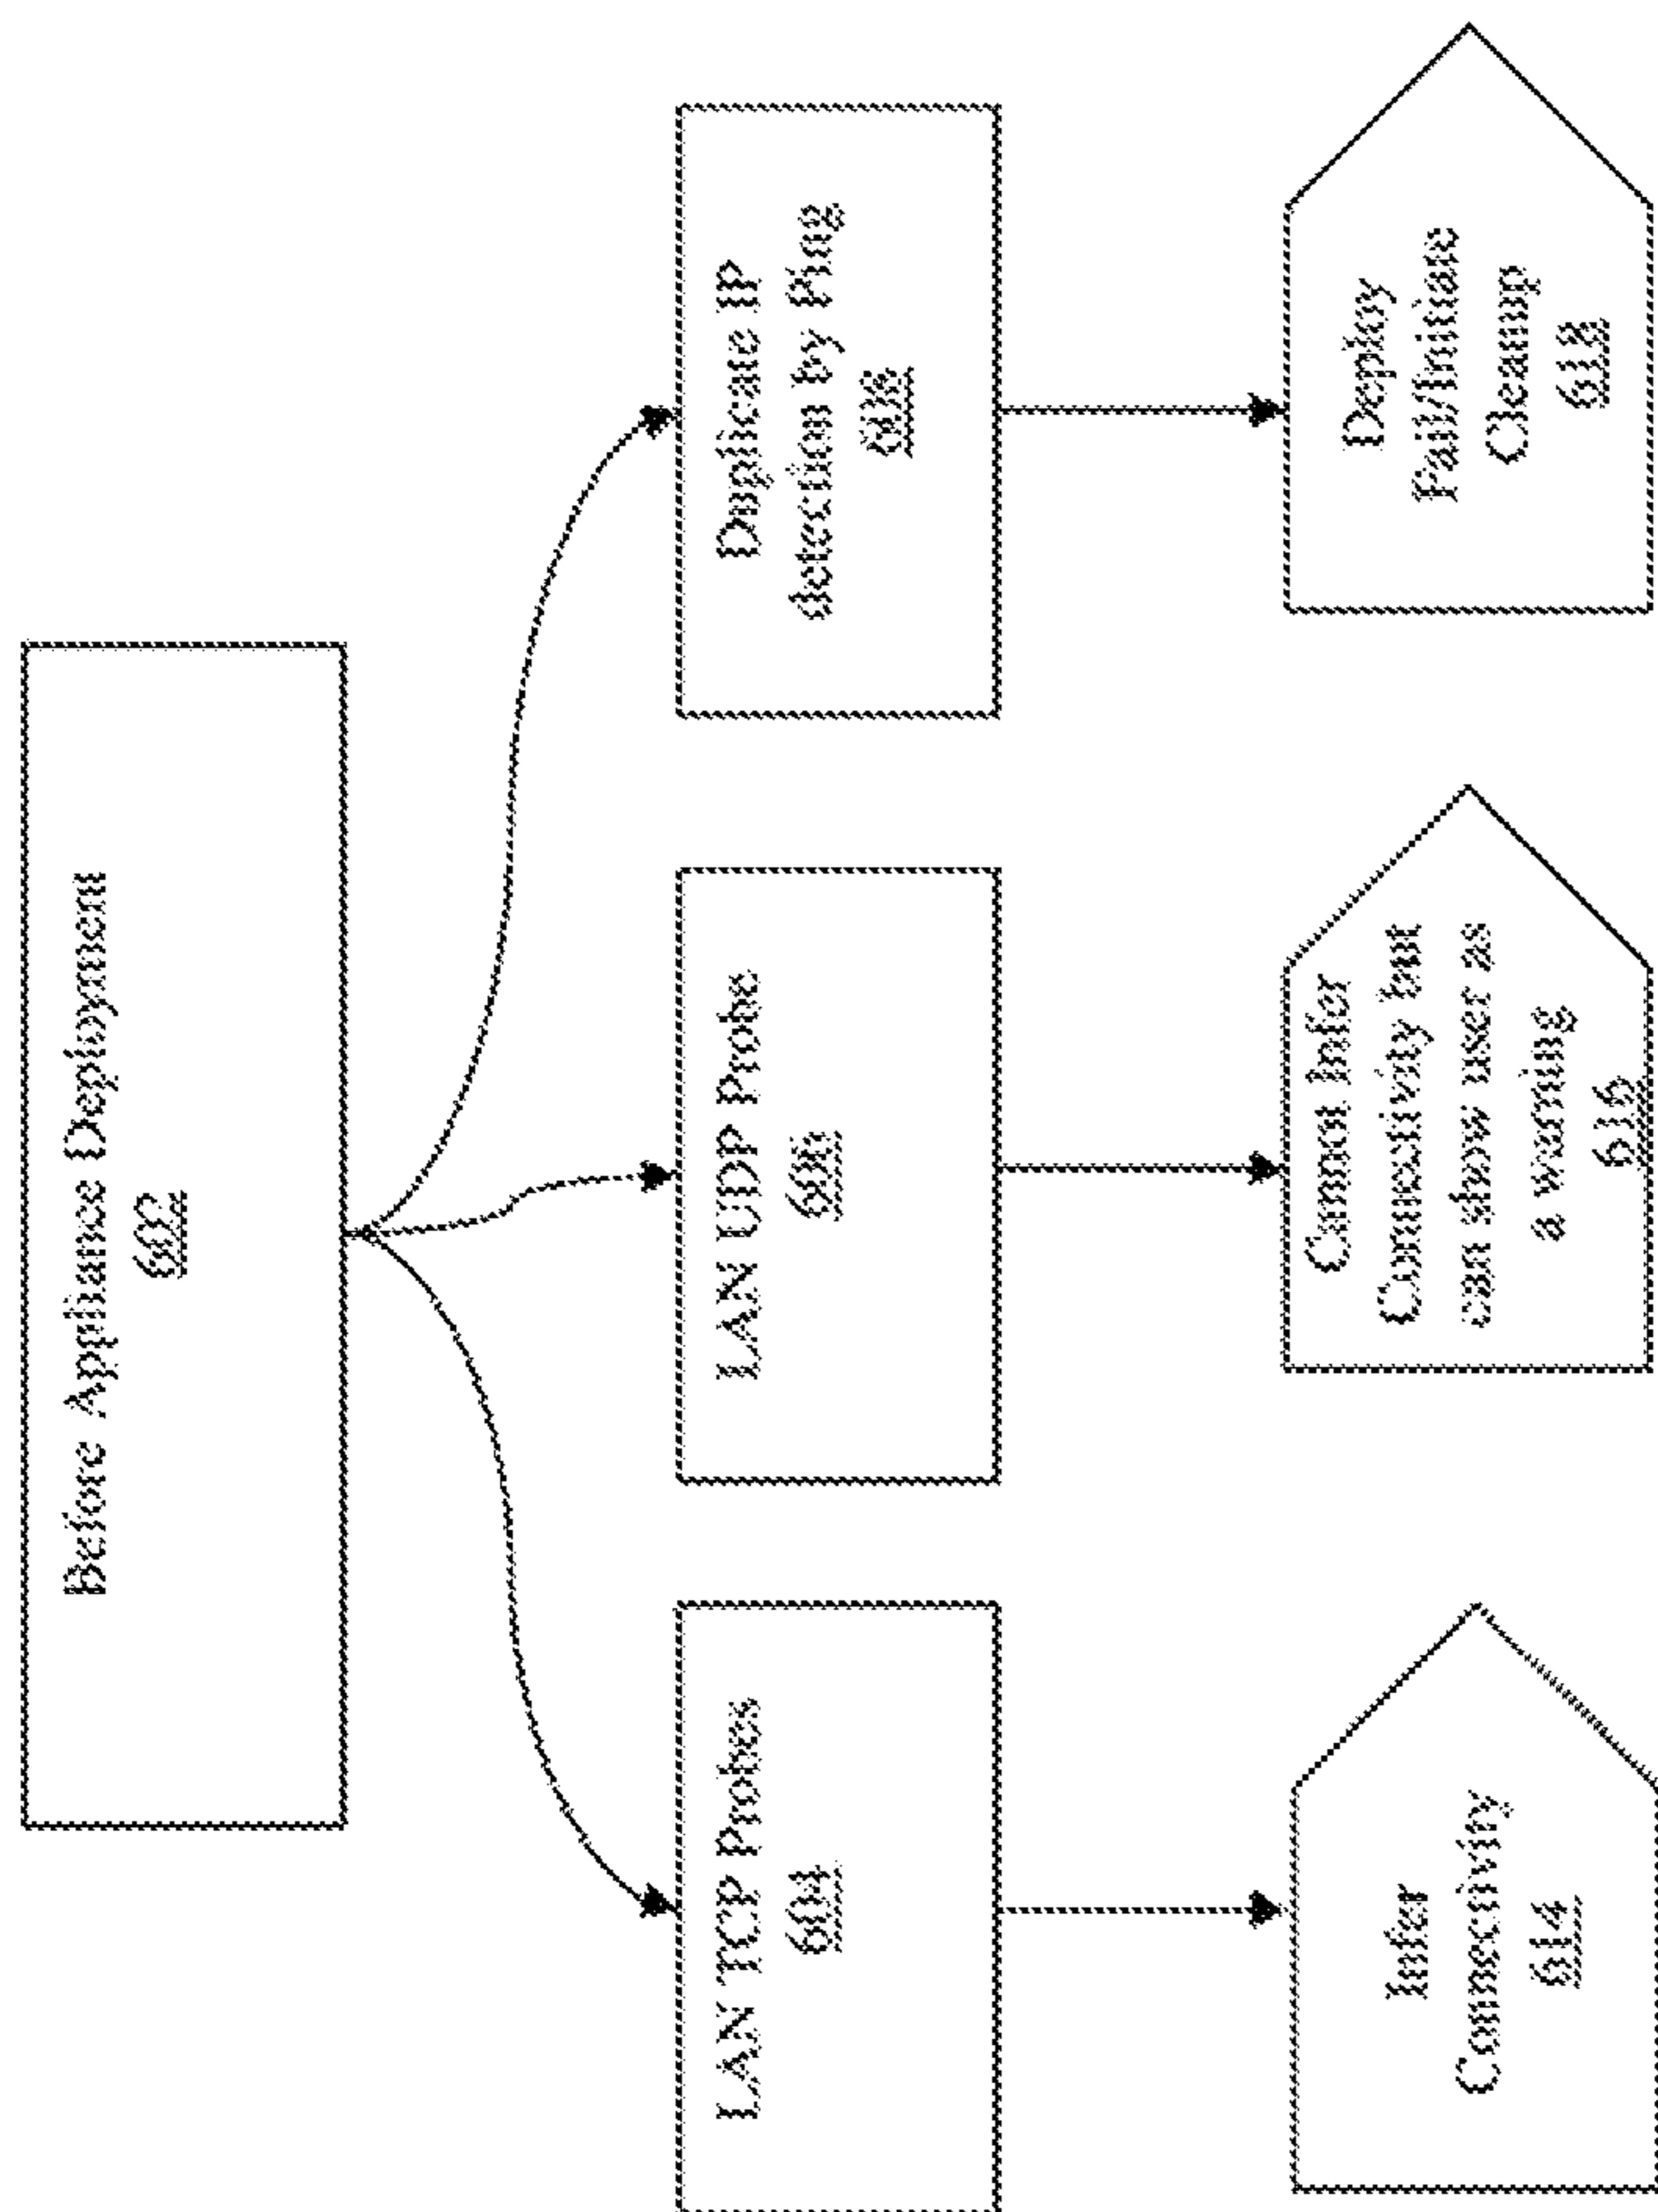 Before Appliance Deployment
602
LAN TCP Probes
604
LAN UDP Probe
606
Duplicate IP
detection by Ping
608
Infer
Connectivity
614
Cannot Infer
Connectivity but
can show user as
a warning
616
Deploy
Fail/Initiate
Cleanup
618